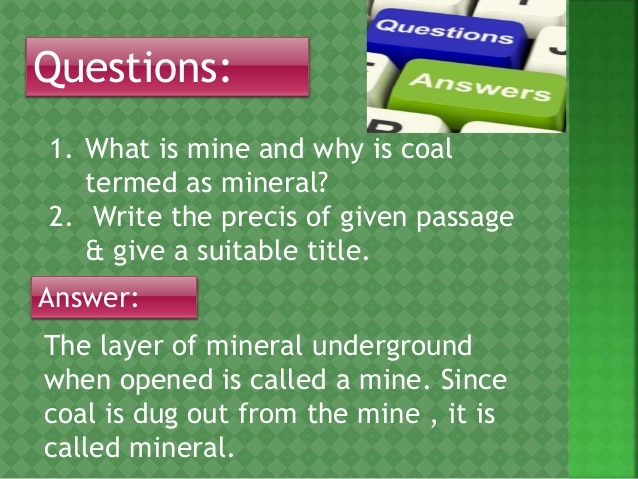 Questions
Answers
Questions:
1. What is mine and why is coal
termed as mineral?
2. Write the precis of given passage
& give a suitable title.
Answer:
The layer of mineral underground
when opened is called a mine. Since
coal is dug out from the mine , it is
called mineral.